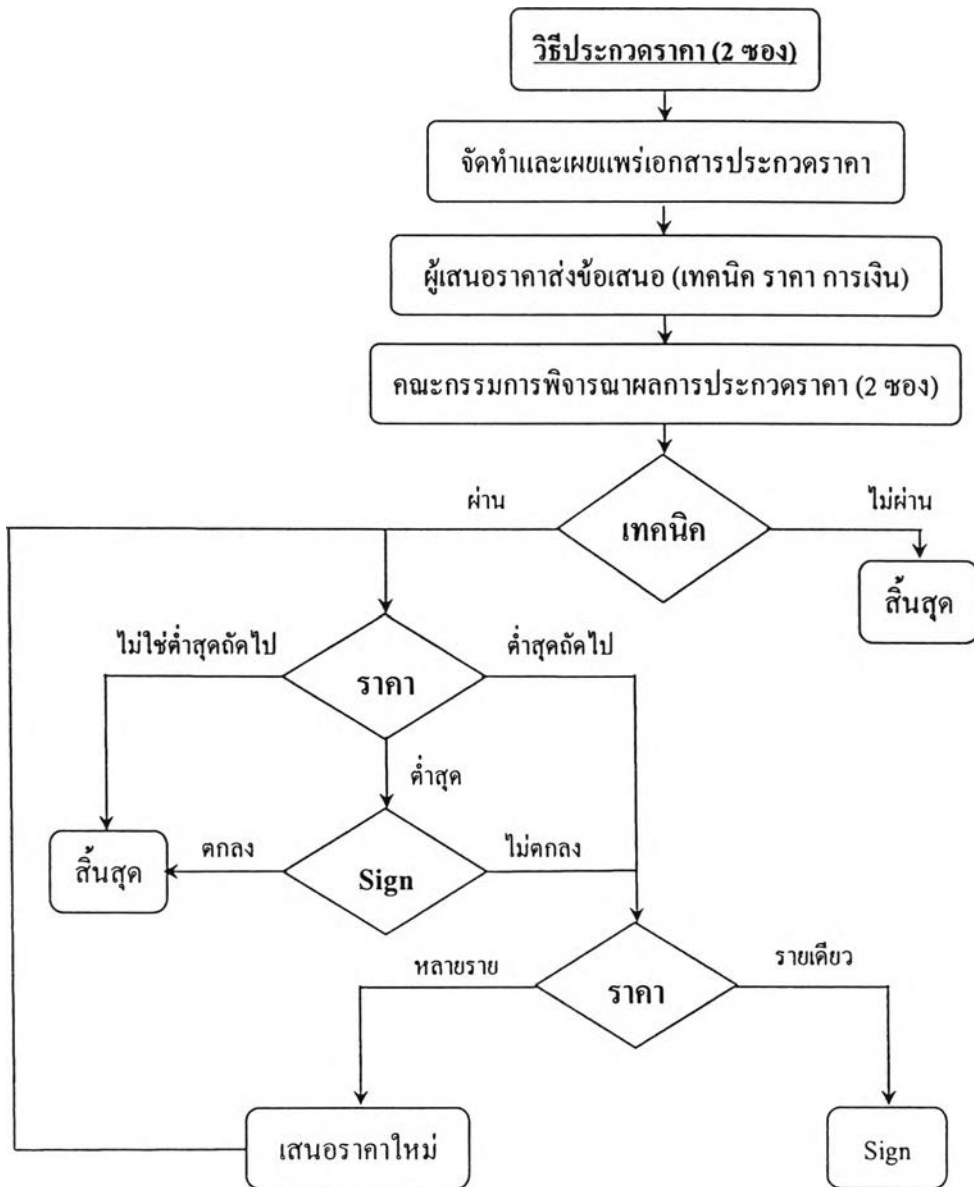 วิธีประกวดราคา (2 ซอง)
จัดทำและเผยแพร่เอกสารประกวดราคา
ผู้เสนอราคาส่งข้อเสนอ (เทคนิค ราคา การเงิน)
คณะกรรมการพิจารณาผลการประกวดราคา (2 ซอง)
ผ่าน
ไม่ผ่าน
เทคนิค
สิ้นสุด
ไม่ใช่ต่ำสุดถัดไป
ต่ำสุดถัดไป
ราคา
ต่ำสุด
ตกลง
ไม่ตกลง
สิ้นสุด
Sign
หลายราย
รายเดียว
ราคา
เสนอราคาใหม่
Sign